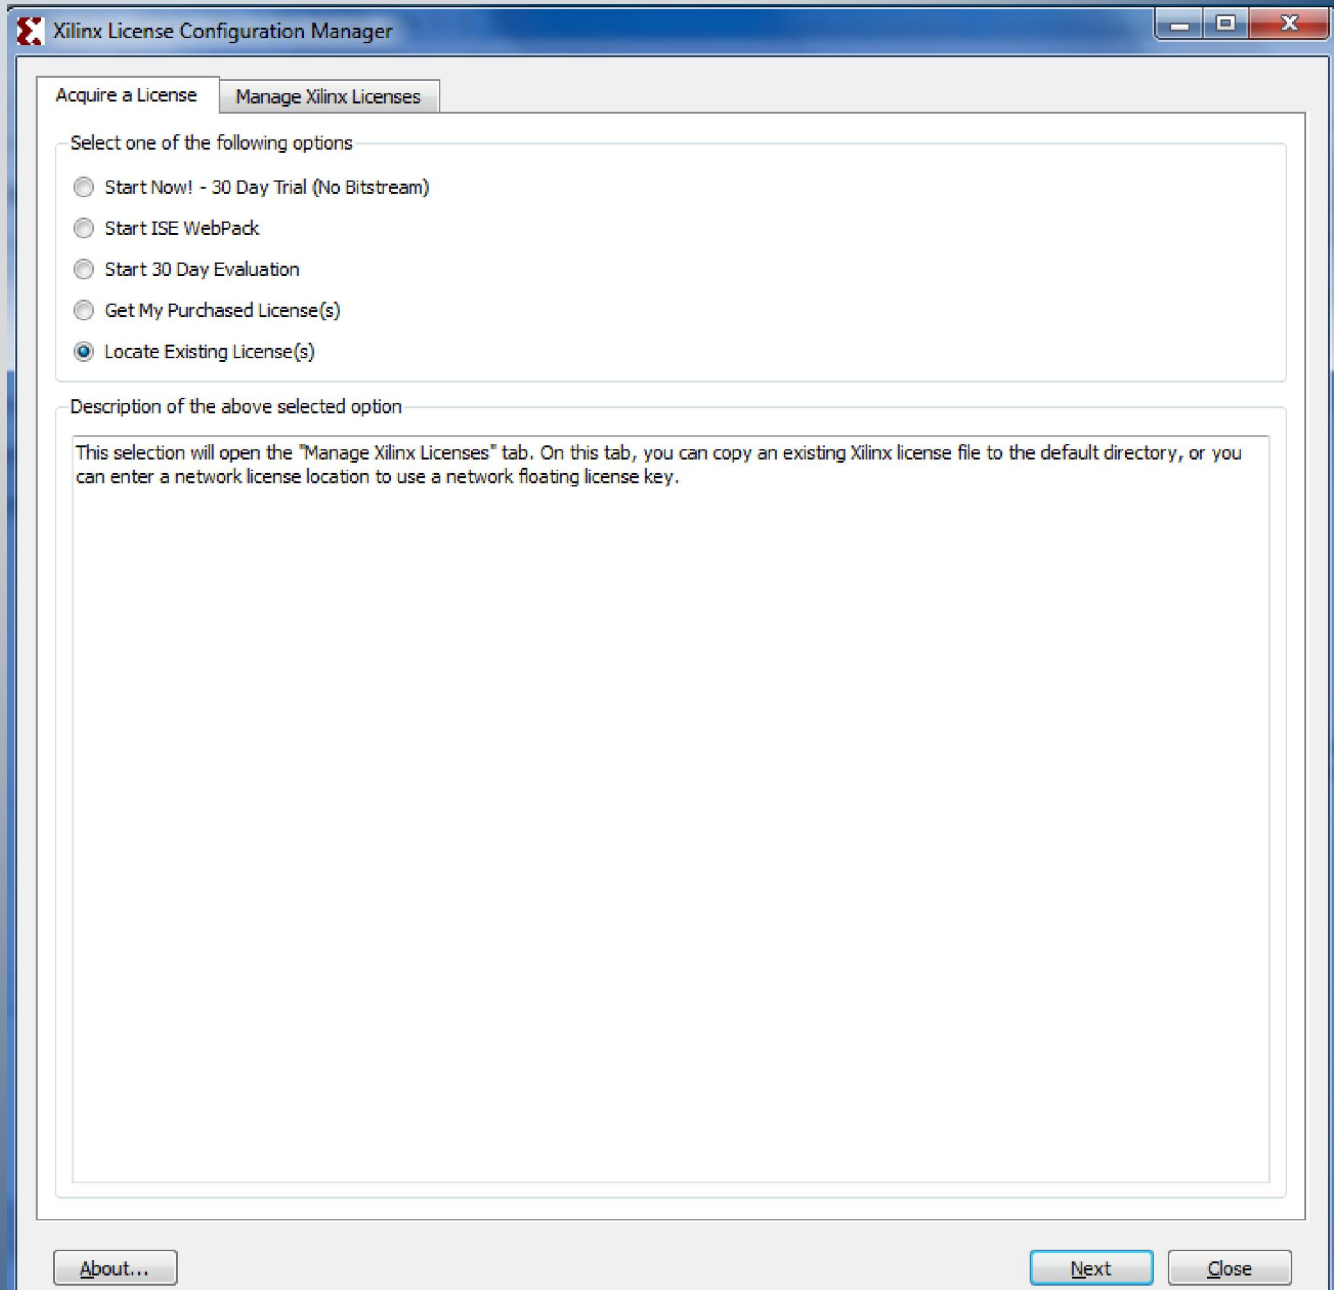 Xilinx License Configuration Manager
Acquire a License
Manage Xilinx Licenses
Select one of the following options
Start Now! - 30 Day Trial (No Bitstream)
Start ISE WebPack
Start 30 Day Evaluation
Get My Purchased License(s)
Locate Existing License(s)
Description of the above selected option
This selection will open the "Manage Xilinx Licenses" tab. On this tab, you can copy an existing Xilinx license file to the default directory, or you
can enter a network license location to use a network floating license key.
About...
Next
Close